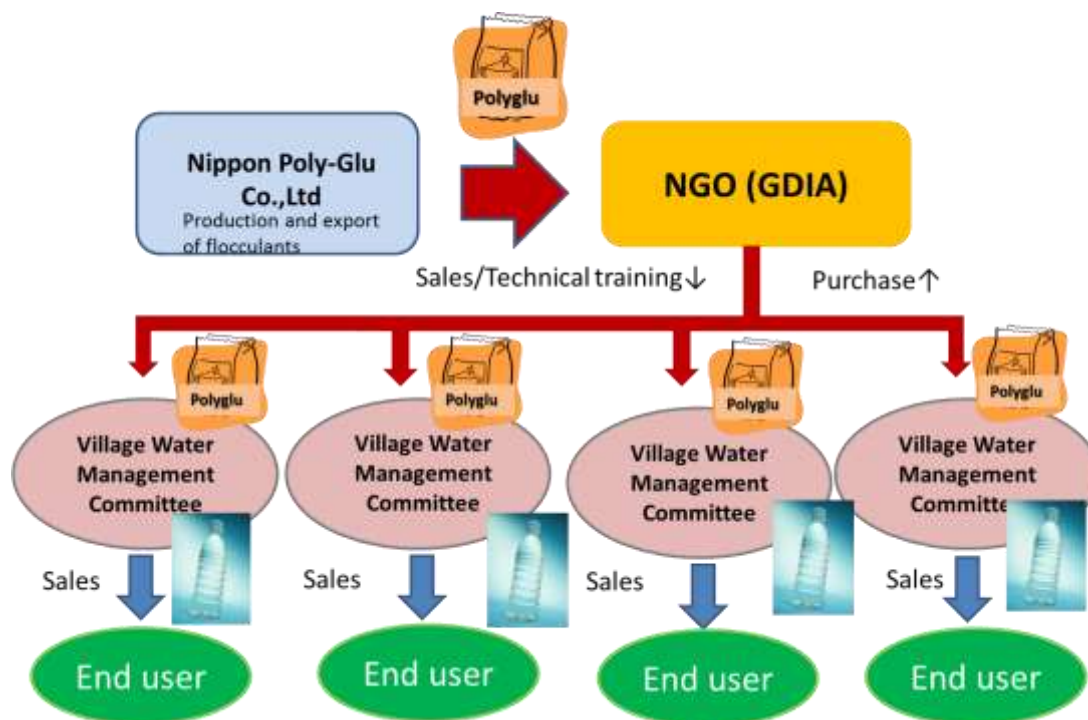 Polyglu
Nippon Poly-Glu
Co.,Ltd
Production and export
of flocculants
NGO (GDIA)
Sales/Technical training↓
Purchase↑
Polyglu
Polyglu
Polyglu
Polyglu
Village Water
Management
Committee
Village Water
Management
Committee
Village Water
Management
Committee
Village Water
Management
Committe
Sales
Sales
Sales
Sales
End user
End user
End user
End user